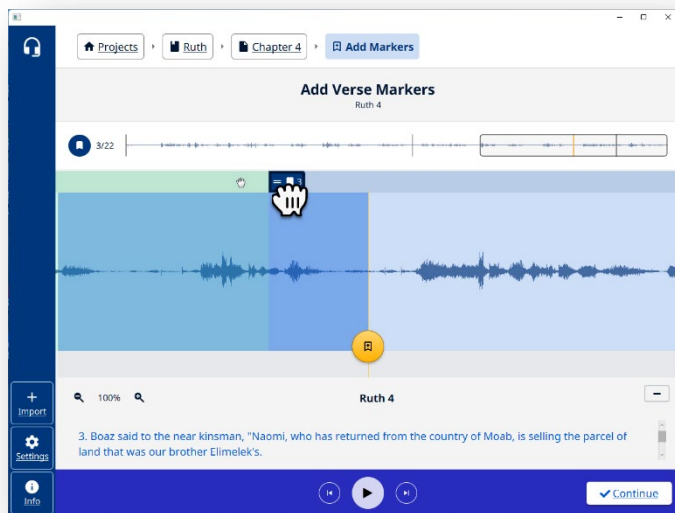 Projects Ruth Chapter 4 Add Markers
Add Verse Markers
Ruth 4
3/22
3
100% Ruth 4
3. Boaz said to the near kinsman, "Naomi, who has returned from the country of Moab, is selling the parcel of
land that was our brother Elimelek's.
Import
Settings
Info
Continue